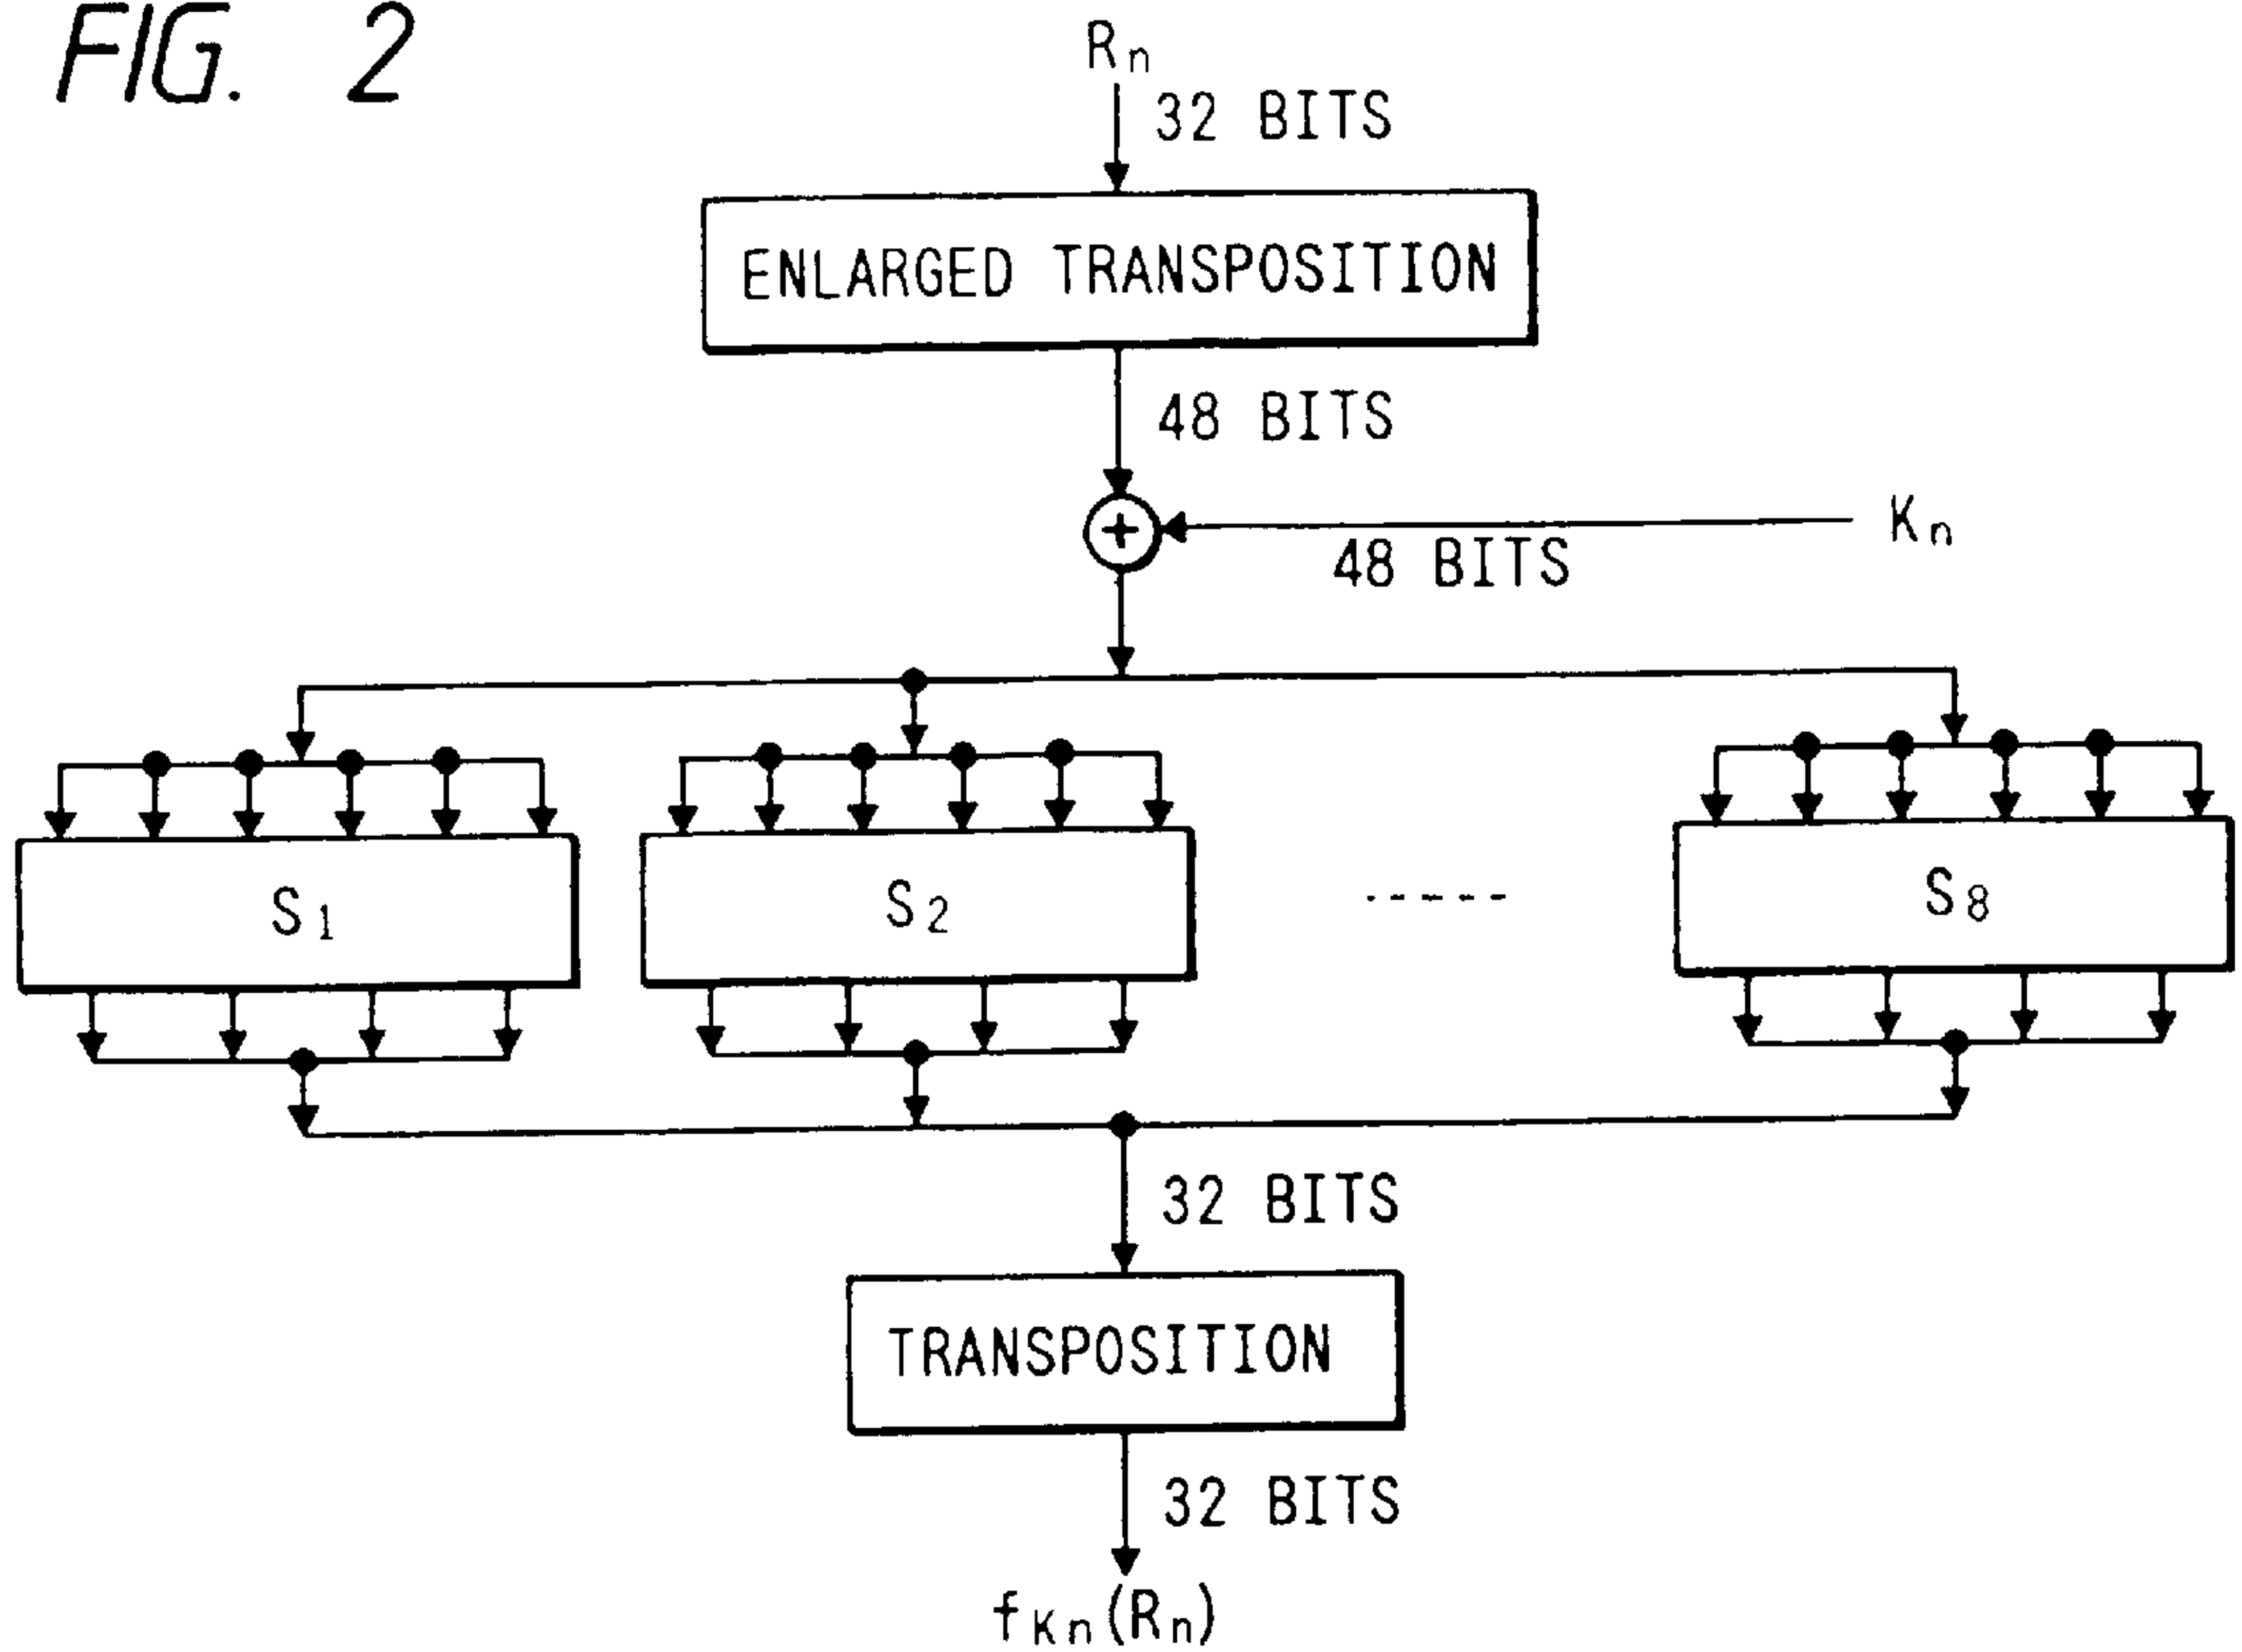 FIG. 2
Rn
32 BITS
ENLARGED TRANSPOSITION
48 BITS
Kn
48 BITS
S1
S2
S8
32 BITS
TRANSPOSITION
32 BITS
fKn(Rn)